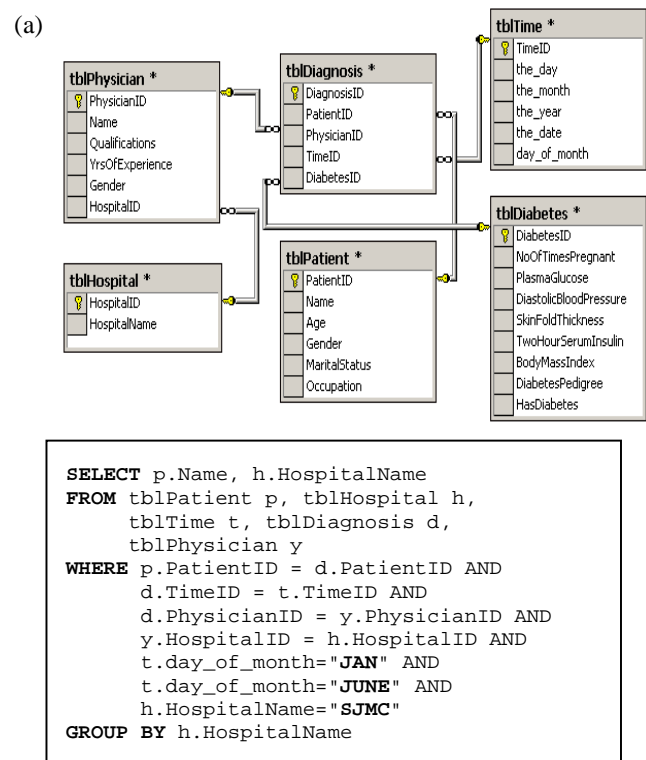 (a)
tblPhysician *
PhysicianID
Name
Qualifications
YrsOfExperience
Gender
HospitalID
tblHospital *
HospitalID
HospitalName
tblDiagnosis *
DiagnosisID
PatientID
PhysicianID
TimeID
DiabetesID
tblPatient *
PatientID
Name
Age
Gender
MaritalStatus
Occupation
tblTime *
TimeID
the_day
the_month
the_year
the_date
day_of_month
tblDiabetes *
DiabetesID
NoOfTimesPregnant
PlasmaGlucose
DiastolicBloodPressure
SkinFoldThickness
TwoHourSerumInsulin
BodyMassIndex
DiabetesPedigree
HasDiabetes
SELECT p.Name, h.HospitalName
FROM tblPatient p, tblHospital h,
tblTime t, tblDiagnosis d,
tblPhysician y
WHERE p.PatientID = d.PatientID AND
d.TimeID = t.TimeID AND
d.PhysicianID = y.PhysicianID AND
y.HospitalID = h.HospitalID AND
t.day_of_month="JAN" AND
t.day_of_month="JUNE" AND
h.HospitalName="SJMC"
GROUP BY h.HospitalName